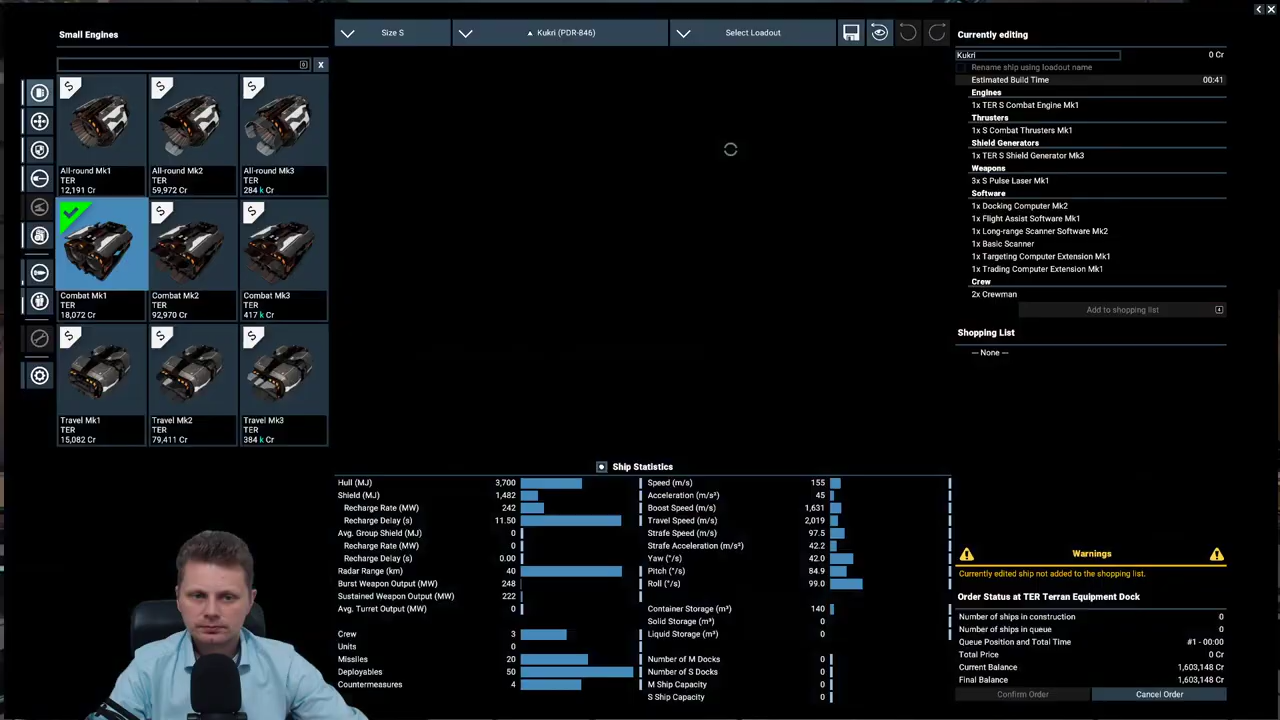 Small Engines
Size S
▲ Kukri (PDR-846)
Select Loadout
x
All-round Mk1
TER
12,191 Cr
All-round Mk2
TER
59,972 Cr
All-round Mk3
TER
284 k Cr
Combat Mk1
TER
18,072 Cr
Combat Mk2
TER
92,970 Cr
Combat Mk3
TER
417 k Cr
Travel Mk1
TER
15,082 Cr
Travel Mk2
TER
79,411 Cr
Travel Mk3
TER
384 k Cr
Ship Statistics
Hull (MJ) 3,700
Shield (MJ) 1,482
Recharge Rate (MW) 242
Recharge Delay (s) 11.50
Avg. Group Shield (MJ) 0
Recharge Rate (MW) 0
Recharge Delay (s) 0.00
Radar Range (km) 40
Burst Weapon Output (MW) 248
Sustained Weapon Output (MW) 222
Avg. Turret Output (MW) 0
Crew 3
Units 0
Missiles 20
Deployables 50
Countermeasures 4
Speed (m/s) 155
Acceleration (m/s²) 45
Boost Speed (m/s) 1,631
Travel Speed (m/s) 2,019
Strafe Speed (m/s) 97.5
Strafe Acceleration (m/s²) 42.2
Yaw (°/s) 42.0
Pitch (°/s) 84.9
Roll (°/s) 99.0
Container Storage (m³) 140
Solid Storage (m³) 0
Liquid Storage (m³) 0
Number of M Docks 0
Number of S Docks 0
M Ship Capacity 0
S Ship Capacity 0
Currently editing
Kukri 0 Cr
Rename ship using loadout name
Estimated Build Time 00:41
Engines
1x TER S Combat Engine Mk1
Thrusters
1x S Combat Thrusters Mk1
Shield Generators
1x TER S Shield Generator Mk3
Weapons
3x S Pulse Laser Mk1
Software
1x Docking Computer Mk2
1x Flight Assist Software Mk1
1x Long-range Scanner Software Mk2
1x Basic Scanner
1x Targeting Computer Extension Mk1
1x Trading Computer Extension Mk1
Crew
2x Crewman
Add to shopping list
Shopping List
— None —
Warnings
Currently edited ship not added to the shopping list.
Order Status at TER Terran Equipment Dock
Number of ships in construction 0
Number of ships in queue 0
Queue Position and Total Time #1 - 00:00
Total Price 0 Cr
Current Balance 1,603,148 Cr
Final Balance 1,603,148 Cr
Confirm Order
Cancel Order